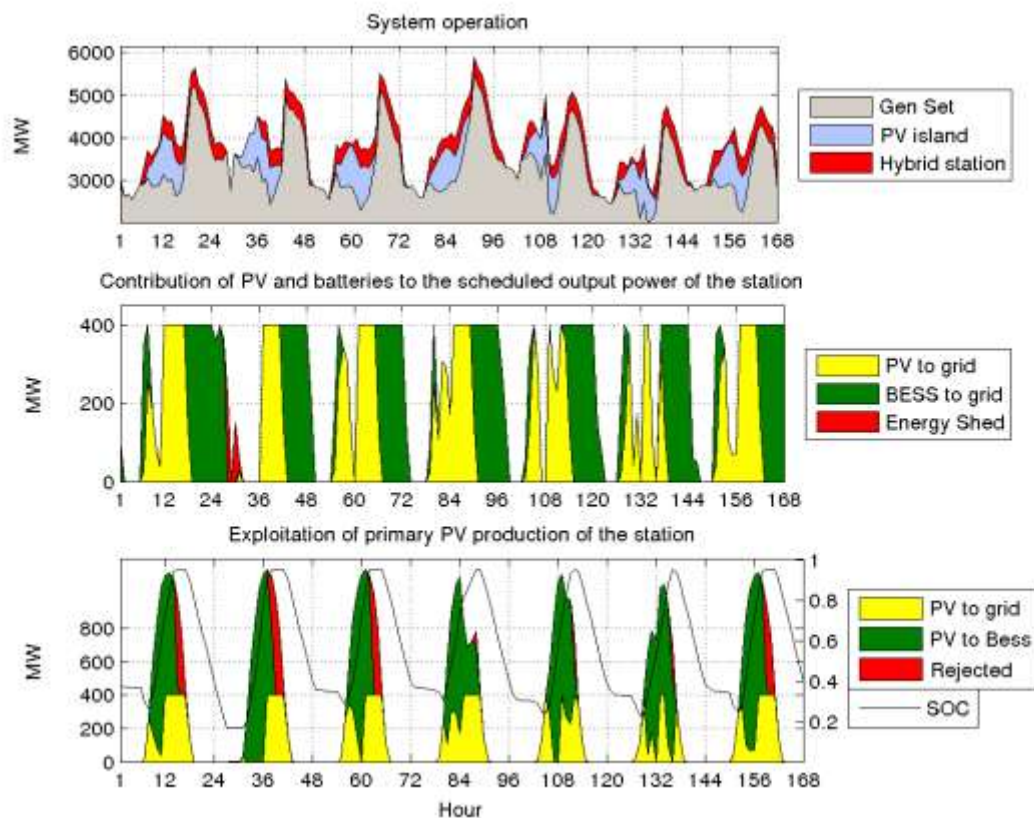 System operation
6000
5000
4000
3000
MW
1 12 24 36 48 60 72 84 96 108 120 132 144 156 168
Gen Set
PV island
Hybrid station
Contribution of PV and batteries to the scheduled output power of the station
400
200
0
MW
1 12 24 36 48 60 72 84 96 108 120 132 144 156 168
PV to grid
BESS to grid
Energy Shed
Exploitation of primary PV production of the station
800
600
400
200
0
MW
1
0.8
0.6
0.4
0.2
1 12 24 36 48 60 72 84 96 108 120 132 144 156 168
Hour
PV to grid
PV to Bess
Rejected
SOC